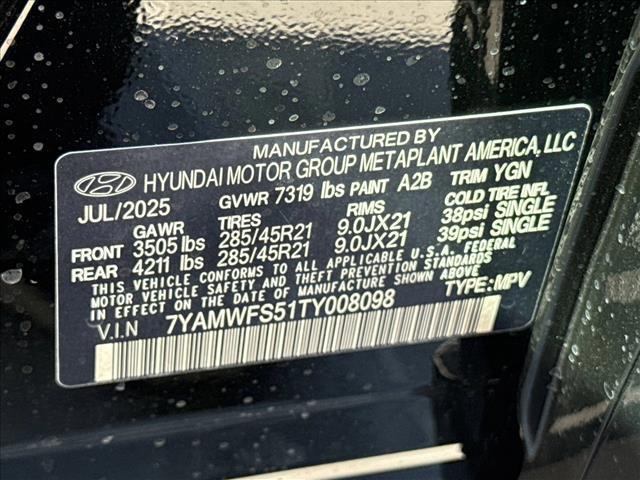 MANUFACTURED BY
HYUNDAI MOTOR GROUP METAPLANT AMERICA, LLC
JUL/2025 GVWR 7319 lbs PAINT A2B TRIM YGN
GAWR TIRES RIMS COLD TIRE INFL
FRONT 3505 lbs 285/45R21 9.0JX21 38psi SINGLE
REAR 4211 lbs 285/45R21 9.0JX21 39psi SINGLE
THIS VEHICLE CONFORMS TO ALL APPLICABLE U.S.A. FEDERAL
MOTOR VEHICLE SAFETY AND THEFT PREVENTION STANDARDS
IN EFFECT ON THE DATE OF MANUFACTURE SHOWN ABOVE
V.I.N 7YAMWFS51TY008098 TYPE:MPV